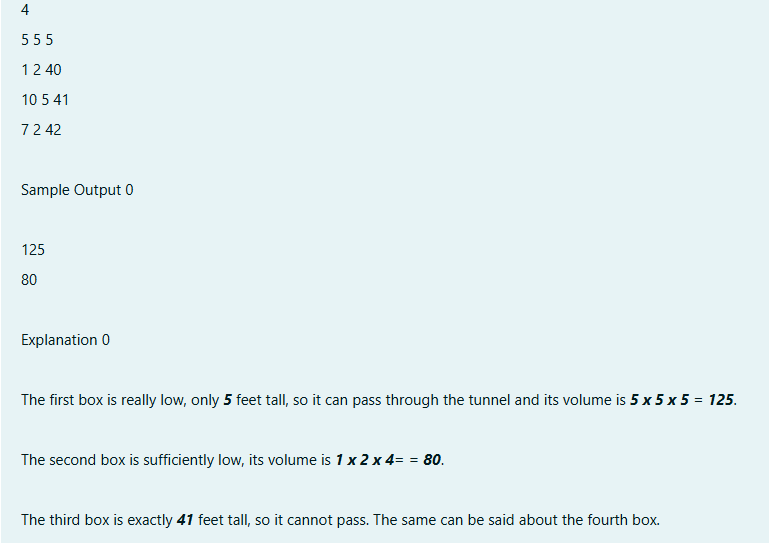 4
5 5 5
1 2 40
10 5 41
7 2 42
Sample Output 0
125
80
Explanation 0
The first box is really low, only 5 feet tall, so it can pass through the tunnel and its volume is 5 x 5 x 5 = 125.
The second box is sufficiently low, its volume is 1 x 2 x 4= = 80.
The third box is exactly 41 feet tall, so it cannot pass. The same can be said about the fourth box.